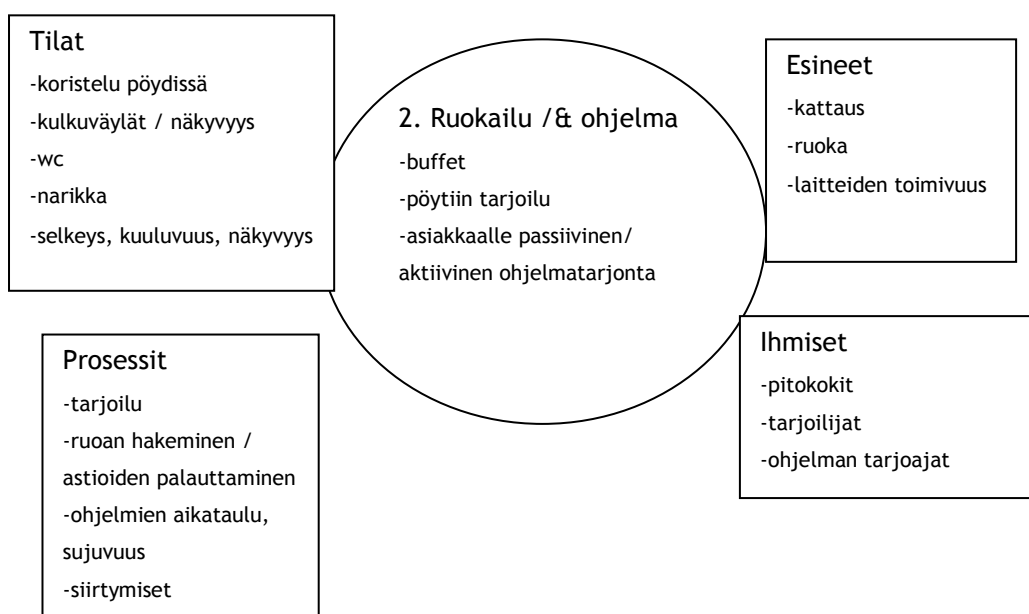 Tilat
-koristelu pöydissä
-kulkuväylät / näkyvyys
-wc
-narikka
-selkeys, kuuluvuus, näkyvyys
2. Ruokailu /& ohjelma
-buffet
-pöytiin tarjoilu
-asiakkaalle passiivinen/
aktiivinen ohjelmatarjonta
Esineet
-kattaus
-ruoka
-laitteiden toimivuus
Prosessit
-tarjoilu
-ruoan hakeminen /
astioiden palauttaminen
-ohjelmien aikataulu,
sujuvuus
-siirtymiset
Ihmiset
-pitokokit
-tarjoilijat
-ohjelman tarjoajat